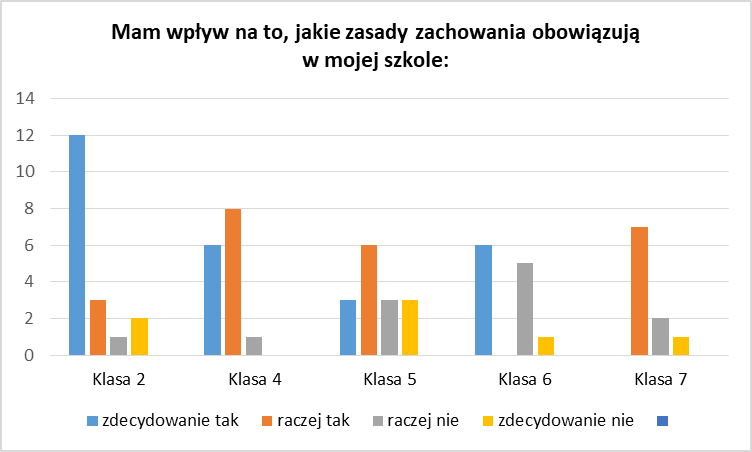 Mam wpływ na to, jakie zasady zachowania obowiązują
w mojej szkole:
14
12
10
8
6
4
2
0
Klasa 2 Klasa 4 Klasa 5 Klasa 6 Klasa 7
zdecydowanie tak raczej tak raczej nie zdecydowanie nie